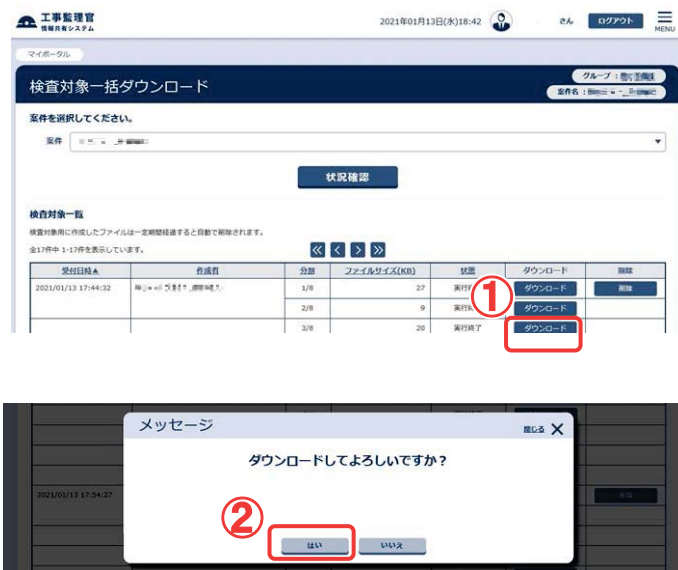 工事監理官
情報共有システム
2021年01月13日(水)18:42
さん
ログアウト
MENU
マイポータル
検査対象一括ダウンロード
グループ：
案件名：
案件を選択してください。
案件
状況確認
検査対象一覧
検査対象用に作成したファイルは一定期間経過すると自動で削除されます。
全17件中 1-17件を表示しています。
受付日時▲ 作成者 分割 ファイルサイズ(KB) 状態 ダウンロード 削除
2021/01/13 17:44:32 1/8 27 ダウンロード 削除
2/8 9 ダウンロード
3/8 20 実行終了 ダウンロード
①
メッセージ
閉じる X
ダウンロードしてよろしいですか？
2021/01/13 17:54:27 削除
②
はい いいえ